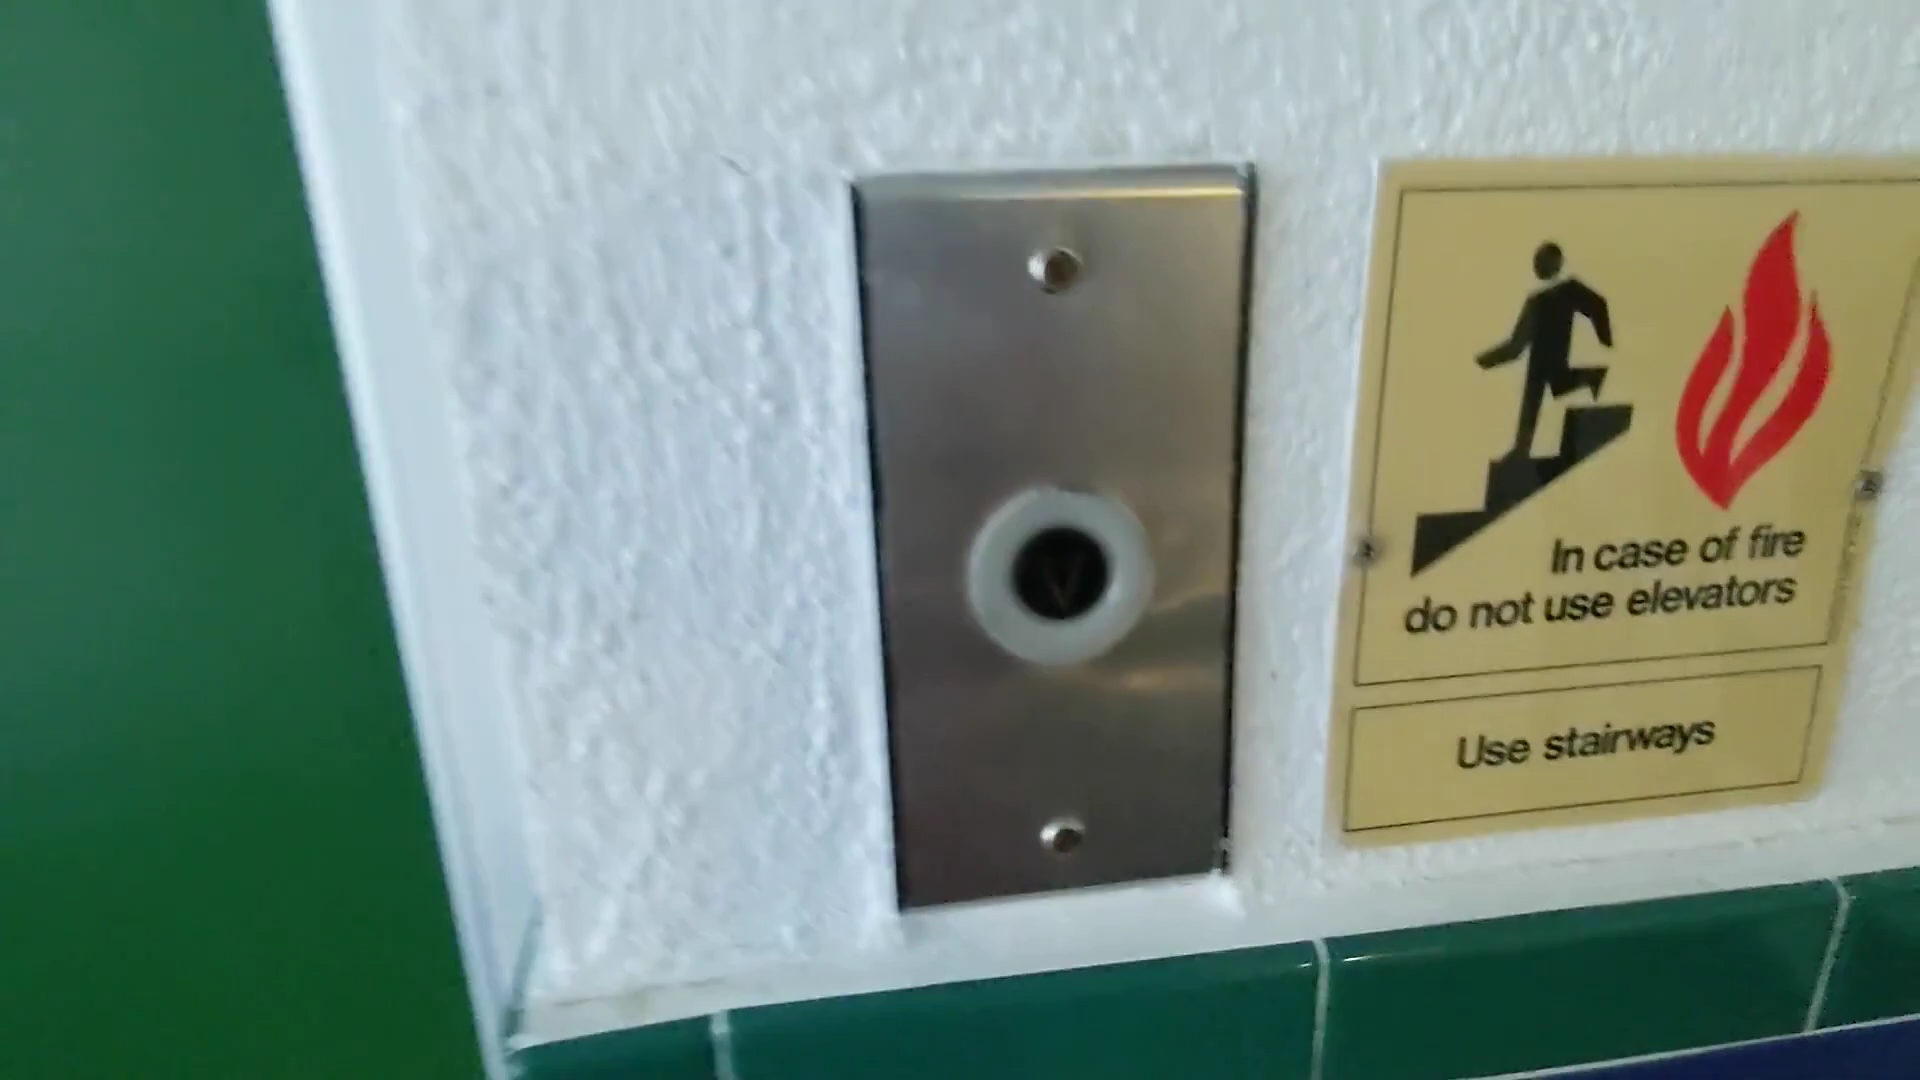 In case of fire
do not use elevators
Use stairways